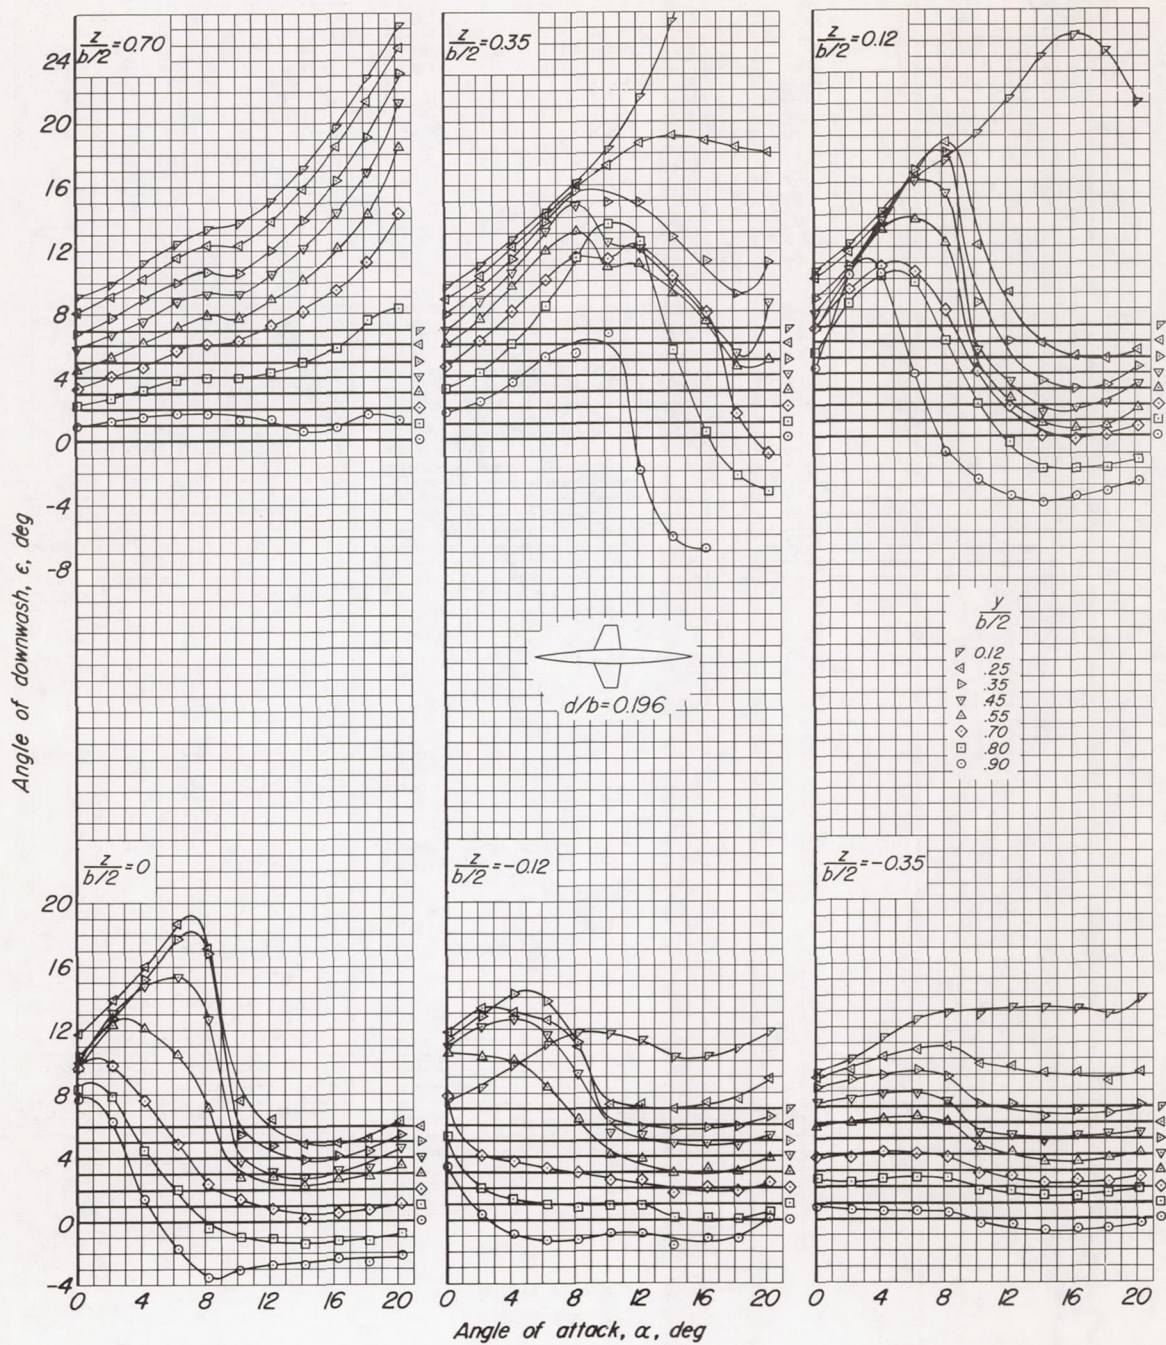 z/b/2 = 0.70
z/b/2 = 0.35
z/b/2 = 0.12
24
20
16
12
8
4
0
-4
-8
Angle of downwash, ϵ, deg
y
b/2
0.12
.25
.35
.45
.55
.70
.80
.90
d/b = 0.196
z/b/2 = 0
z/b/2 = -0.12
z/b/2 = -0.35
20
16
12
8
4
0
-4
0 4 8 12 16 20
0 4 8 12 16 20
0 4 8 12 16 20
Angle of attack, α, deg